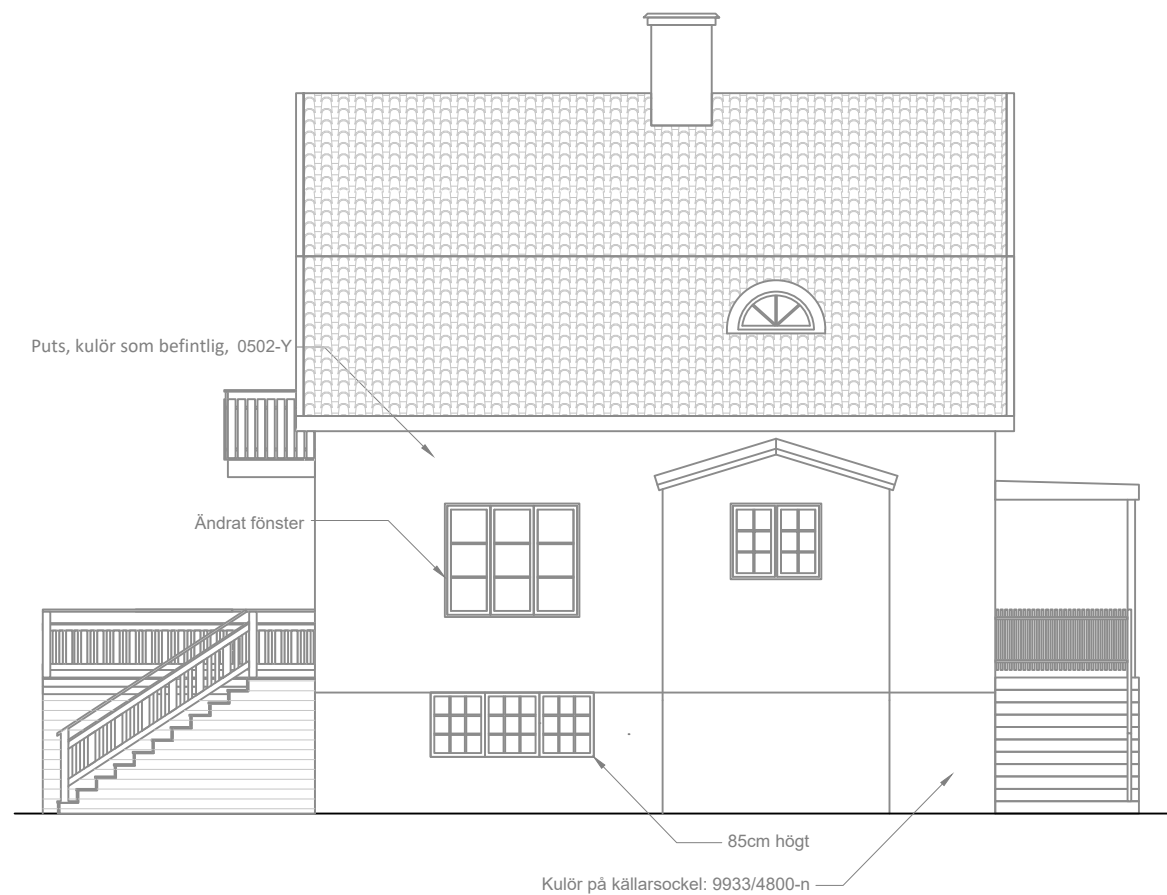 Puts, kulör som befintlig, 0502-Y
Ändrat fönster
85cm högt
Kulör på källarsockel: 9933/4800-n